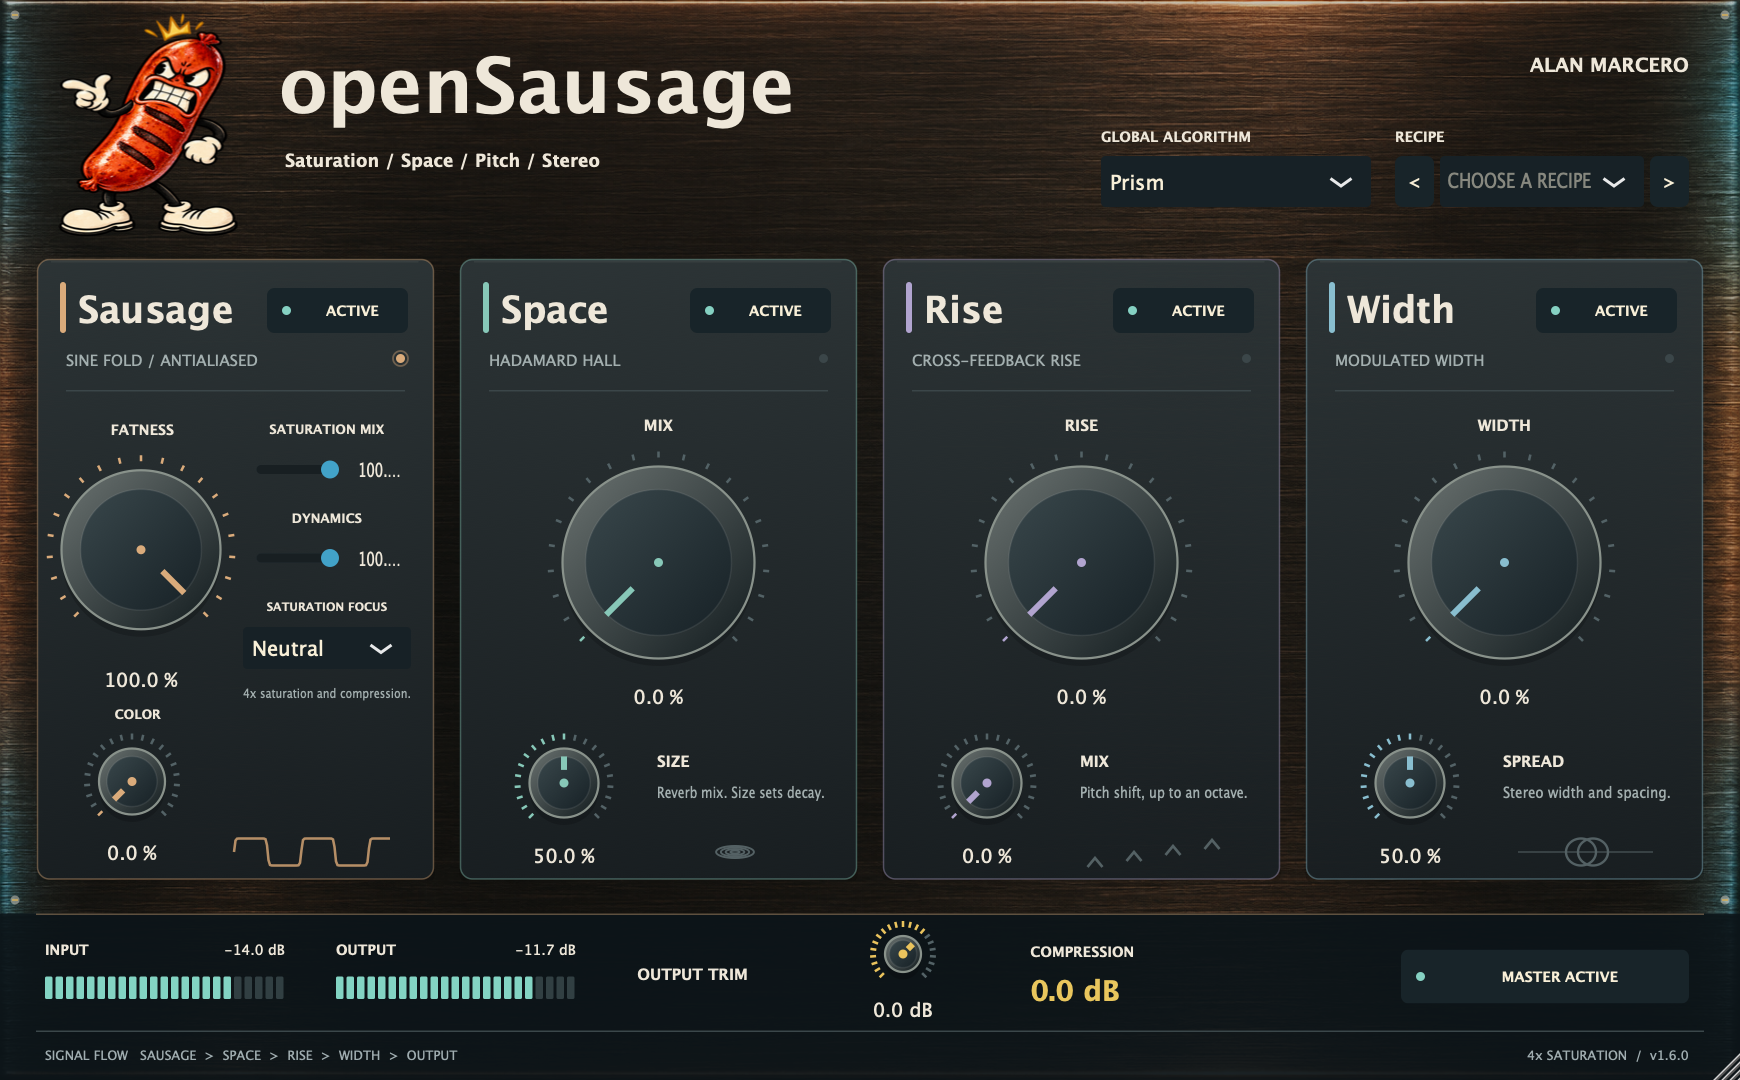 openSausage
Saturation / Space / Pitch / Stereo
ALAN MARCERO
GLOBAL ALGORITHM
Prism
RECIPE
< CHOOSE A RECIPE >
Sausage
ACTIVE
SINE FOLD / ANTIALIASED
FATNESS
100.0 %
SATURATION MIX
100....
DYNAMICS
100....
SATURATION FOCUS
Neutral
4x saturation and compression.
COLOR
0.0 %
Space
ACTIVE
HADAMARD HALL
MIX
0.0 %
SIZE
Reverb mix. Size sets decay.
50.0 %
Rise
ACTIVE
CROSS-FEEDBACK RISE
RISE
0.0 %
MIX
Pitch shift, up to an octave.
0.0 %
Width
ACTIVE
MODULATED WIDTH
WIDTH
0.0 %
SPREAD
Stereo width and spacing.
50.0 %
INPUT -14.0 dB
OUTPUT -11.7 dB
OUTPUT TRIM
0.0 dB
COMPRESSION
0.0 dB
MASTER ACTIVE
SIGNAL FLOW SAUSAGE > SPACE > RISE > WIDTH > OUTPUT
4x SATURATION / v1.6.0